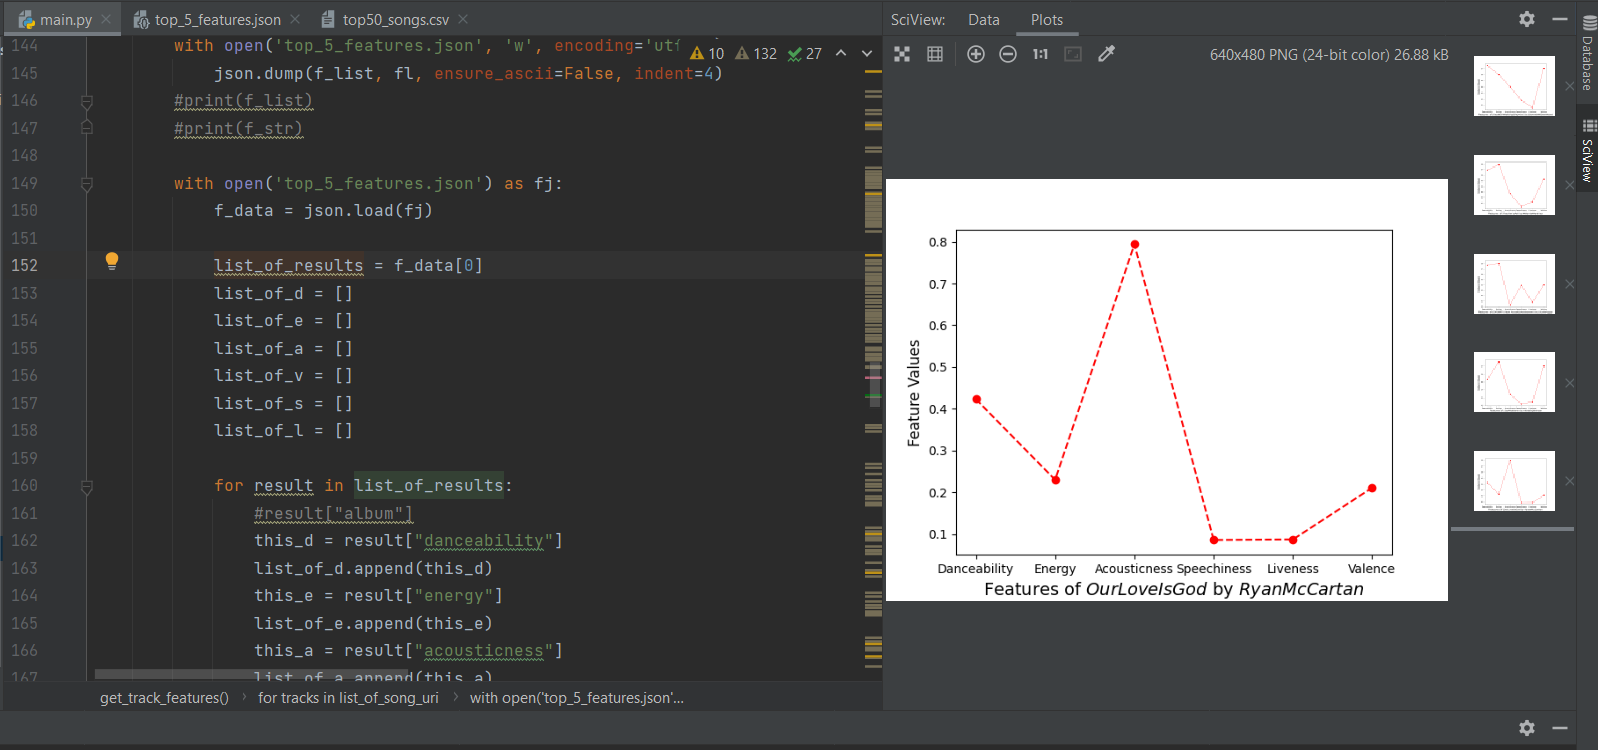 main.py
top_5_features.json
top50_songs.csv
SciView:
Data
Plots
144 with open('top_5_features.json', 'w', encoding='utf
10 132 27
145 json.dump(f_list, fl, ensure_ascii=False, indent=4)
146 #print(f_list)
147 #print(f_str)
148
149 with open('top_5_features.json') as fj:
150 f_data = json.load(fj)
151
152 list_of_results = f_data[0]
153 list_of_d = []
154 list_of_e = []
155 list_of_a = []
156 list_of_v = []
157 list_of_s = []
158 list_of_l = []
159
160 for result in list_of_results:
161 #result["album"]
162 this_d = result["danceability"]
163 list_of_d.append(this_d)
164 this_e = result["energy"]
165 list_of_e.append(this_e)
166 this_a = result["acousticness"]
167 list_of_a.append(this_a)
get_track_features() › for tracks in list_of_song_uri › with open('top_5_features.json'...
1:1
640x480 PNG (24-bit color) 26.88 kB
Feature Values
0.8
0.7
0.6
0.5
0.4
0.3
0.2
0.1
Danceability Energy Acousticness Speechiness Liveness Valence
Features of OurLoveIsGod by RyanMcCartan
Database
SciView